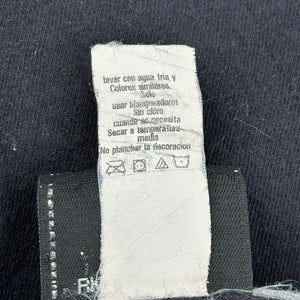 lavar con agua fria y
Colores similares.
Solo
usar blanqueadorm
Sin cloro
cuando se necesita
Secar a temperatura
media
No planchar la decoracion